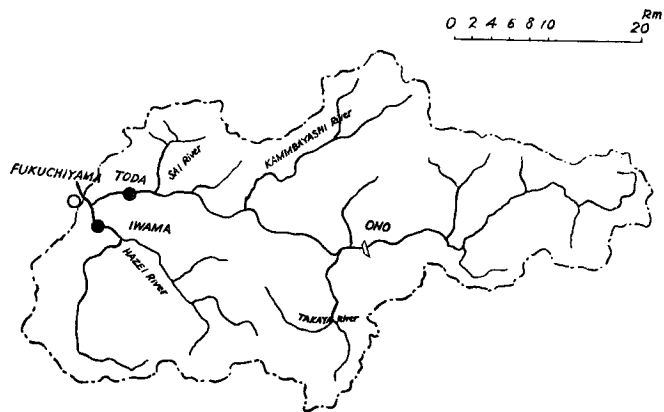 Rm
0 2 4 6 8 10 20
KAMMBAYASHI River
SAI River
FUKUCHIYAMA
TODA
IWAMA
ONO
HAZEI River
TAKAYA River